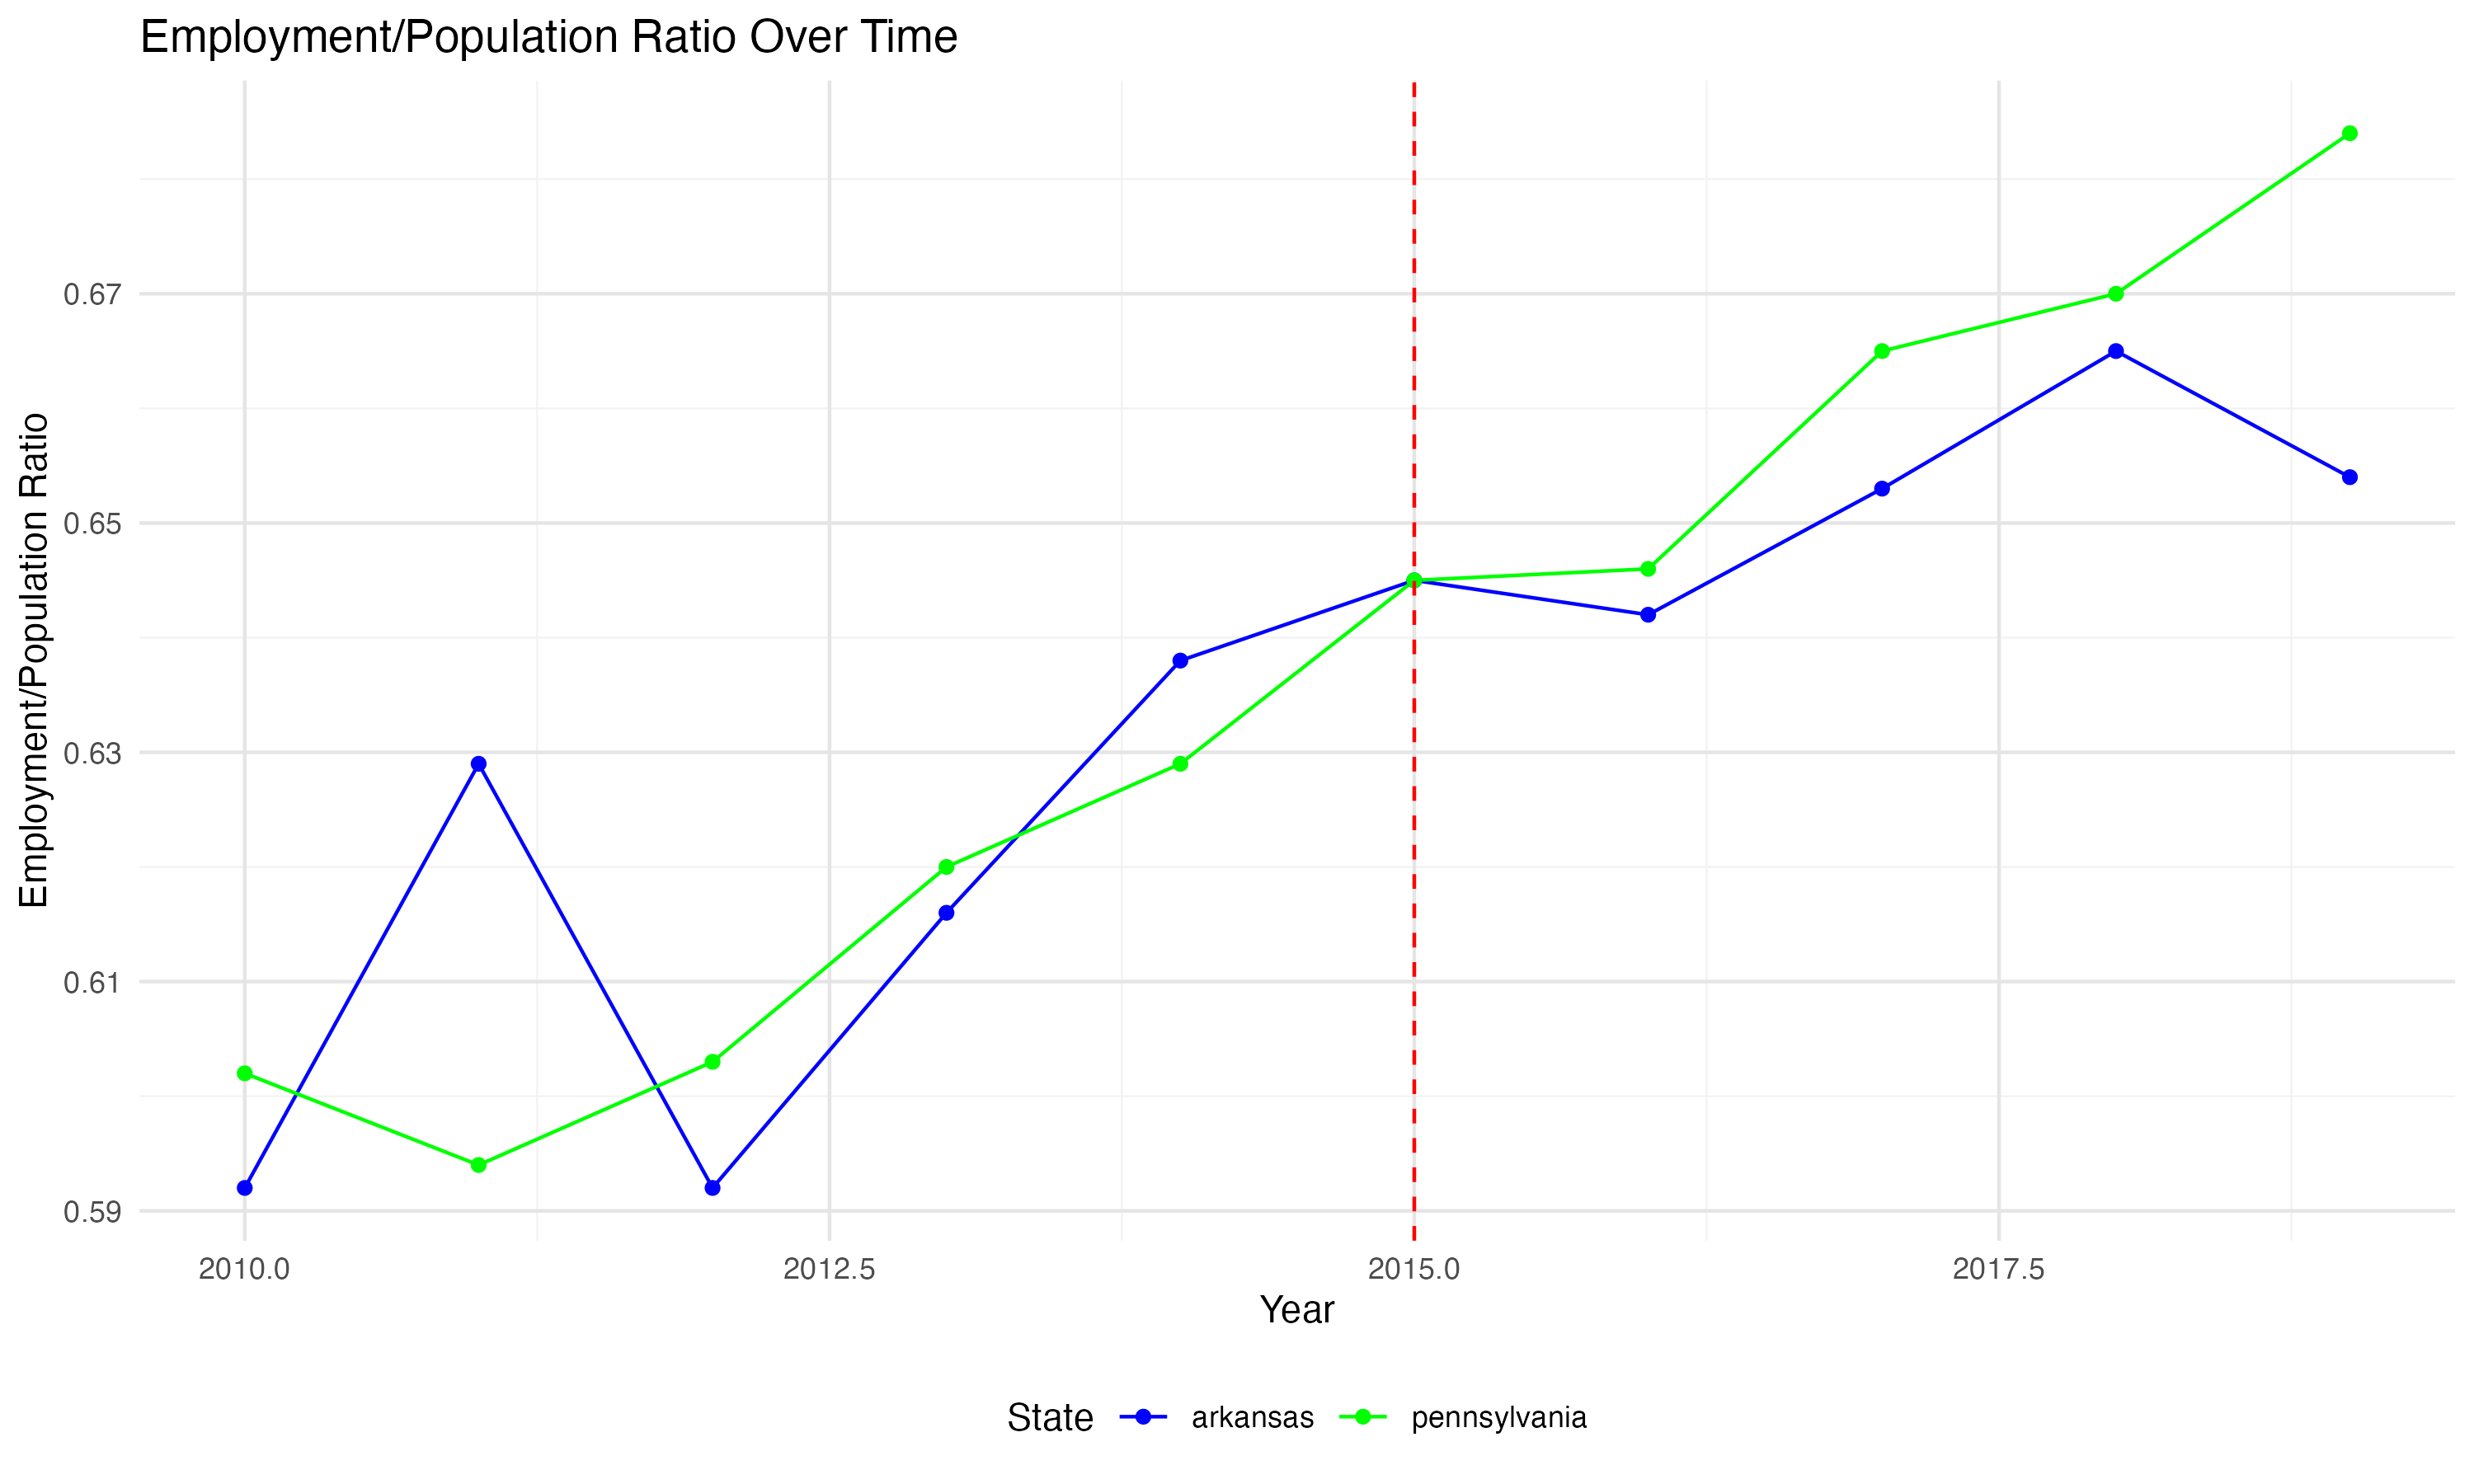 Employment/Population Ratio Over Time
Employment/Population Ratio
0.67
0.65
0.63
0.61
0.59
2010.0 2012.5 2015.0 2017.5
Year
State arkansas pennsylvania